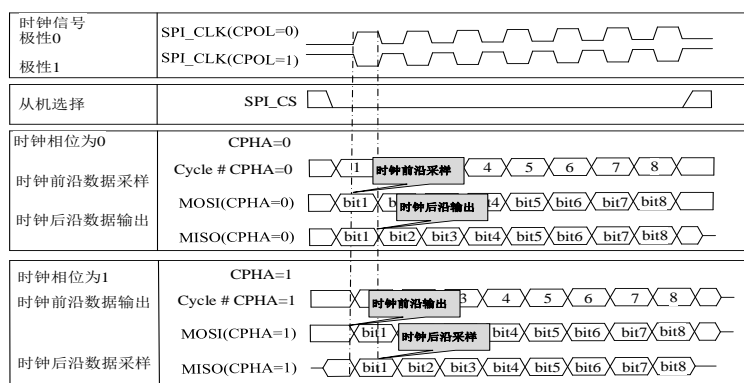 时钟信号
极性0
SPI_CLK(CPOL=0)
极性1
SPI_CLK(CPOL=1)
从机选择
SPI_CS
时钟相位为0
CPHA=0
Cycle # CPHA=0
1
时钟前沿采样
4 5 6 7 8
时钟前沿数据采样
MOSI(CPHA=0)
bit1
时钟后沿输出
bit5 bit6 bit7 bit8
时钟后沿数据输出
MISO(CPHA=0)
bit1 bit2 bit3 bit4 bit5 bit6 bit7 bit8
时钟相位为1
CPHA=1
时钟前沿数据输出
Cycle # CPHA=1
时钟前沿输出
3 4 5 6 7 8
MOSI(CPHA=1)
bit1
时钟后沿采样
bit4 bit5 bit6 bit7 bit8
时钟后沿数据采样
MISO(CPHA=1)
bit1 bit2 bit3 bit4 bit5 bit6 bit7 bit8